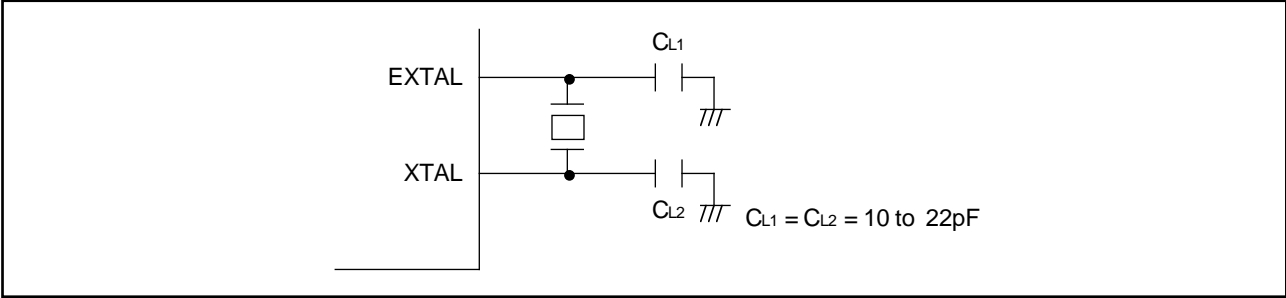 CL1
EXTAL
XTAL
CL2
CL1 = CL2 = 10 to 22pF